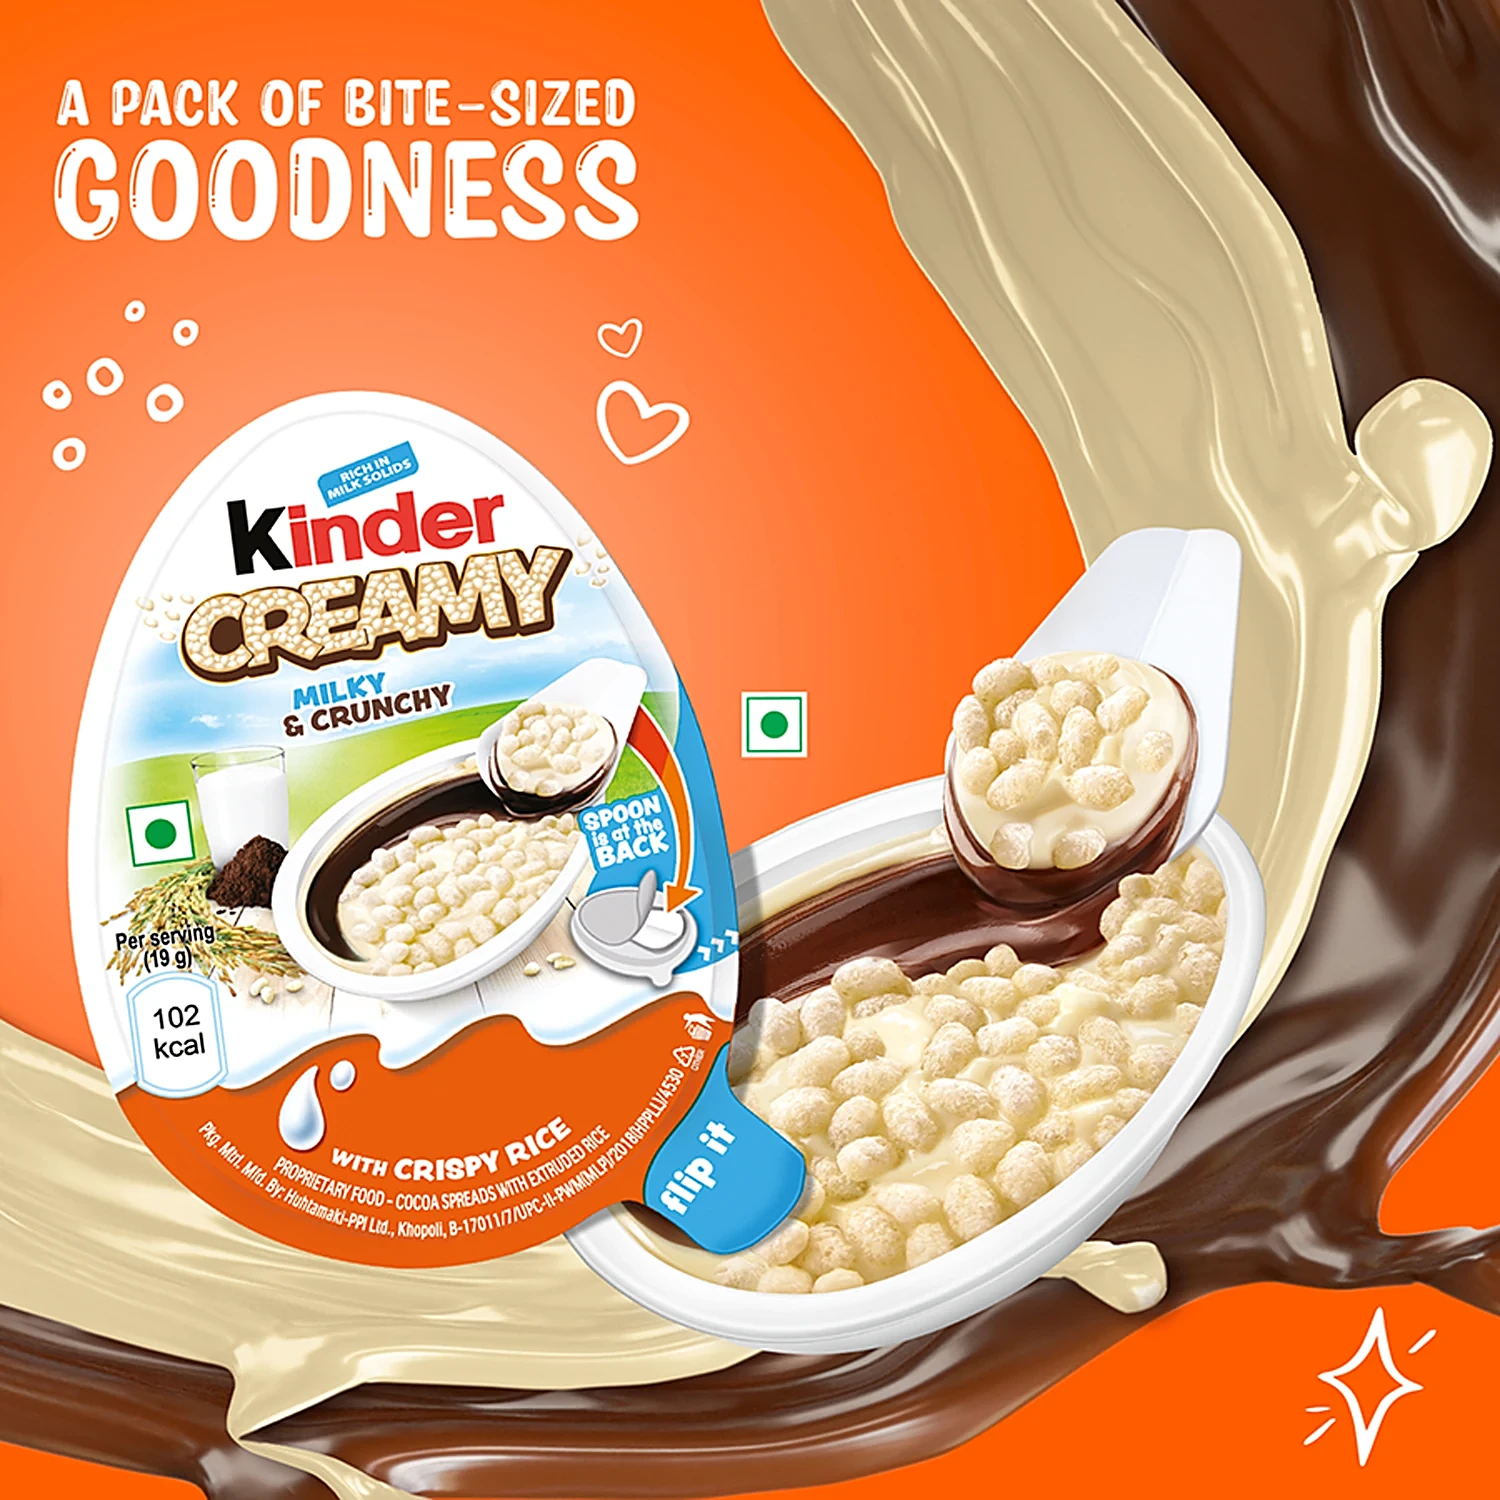 A PACK OF BITE-SIZED
GOODNESS
RICH IN
MILK SOLIDS
kinder
CREAMY
MILKY
& CRUNCHY
SPOON
is at the
BACK
Per serving
(19 g)
102
kcal
flip it
WITH CRISPY RICE
PROPRIETARY FOOD - COCOA SPREADS WITH EXTRUDED RICE
Pkg. Mtrl. Mfd. By: Huhtamaki-PPI Ltd., Khopoli, B-17011/7/UPC-II-PWM(MLP)/2018(HPPLL)/4530